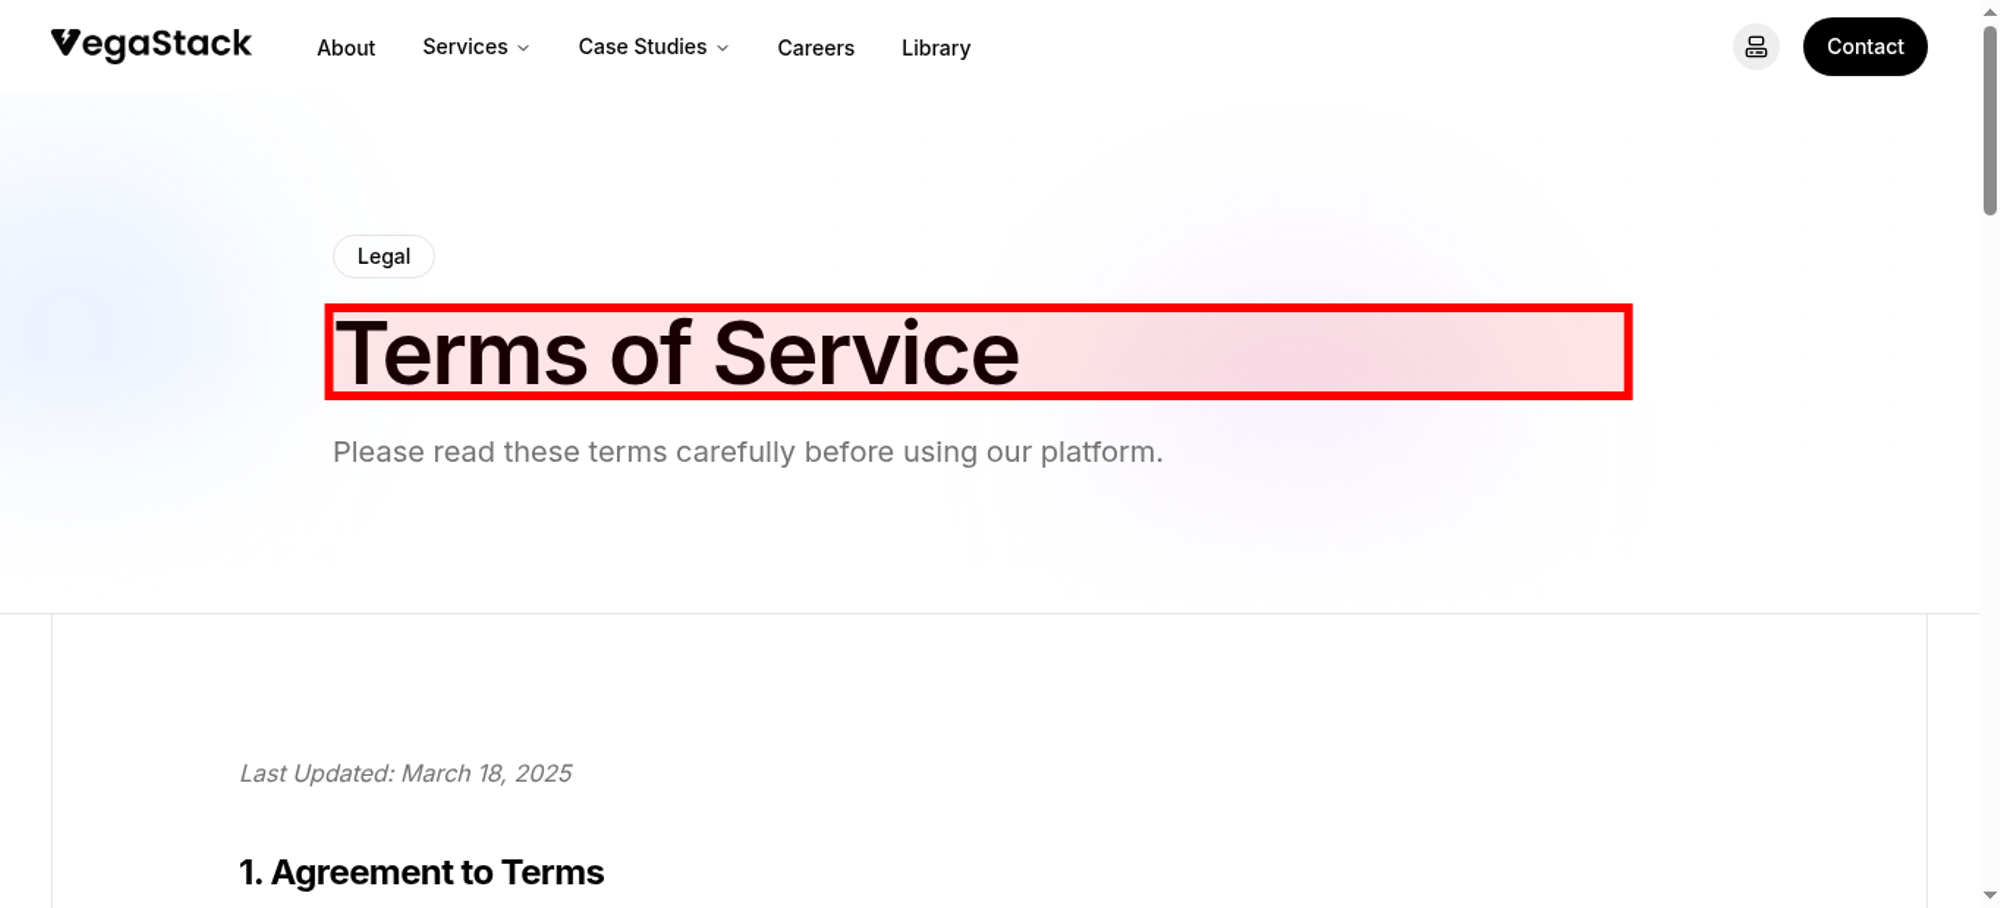 VegaStack
About
Services
Case Studies
Careers
Library
Contact
Legal
Terms of Service
Please read these terms carefully before using our platform.
Last Updated: March 18, 2025
1. Agreement to Terms